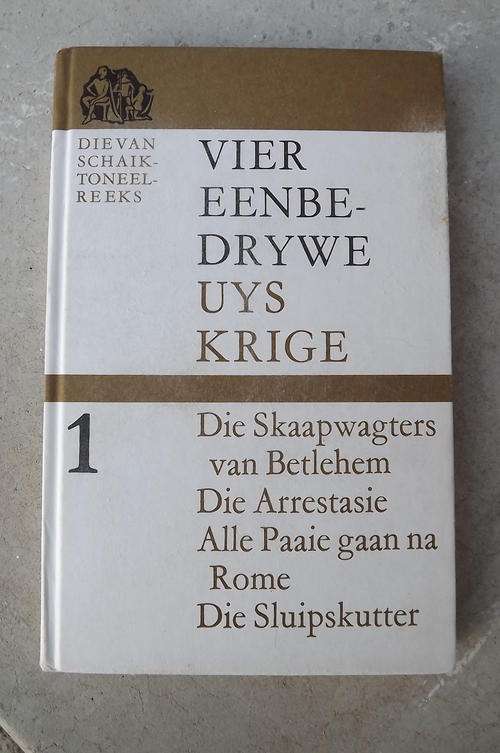 DIE VAN
SCHAIK-
TONEEL-
REEKS
VIER
EENBE-
DRYWE
UYS
KRIGE
1
Die Skaapwagters
van Betlehem
Die Arrestasie
Alle Paaie gaan na
Rome
Die Sluipskutter